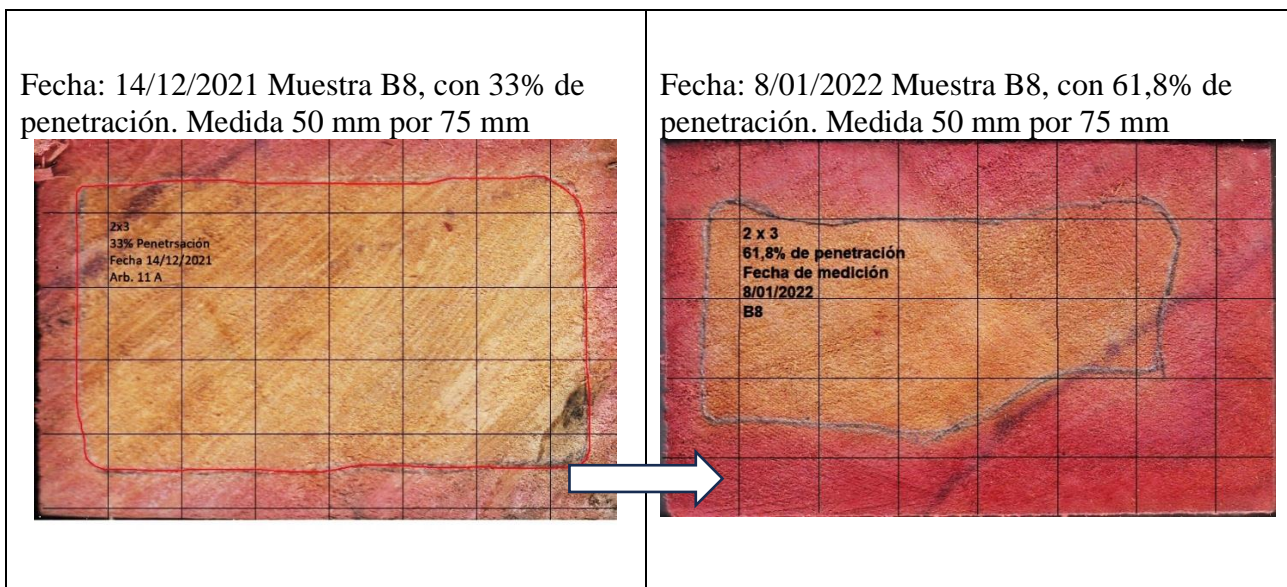 Fecha: 14/12/2021 Muestra B8, con 33% de
penetración. Medida 50 mm por 75 mm
2x3
33% Penetrsación
Fecha 14/12/2021
Arb. 11 A
Fecha: 8/01/2022 Muestra B8, con 61,8% de
penetración. Medida 50 mm por 75 mm
2 x 3
61,8% de penetración
Fecha de medición
8/01/2022
B8